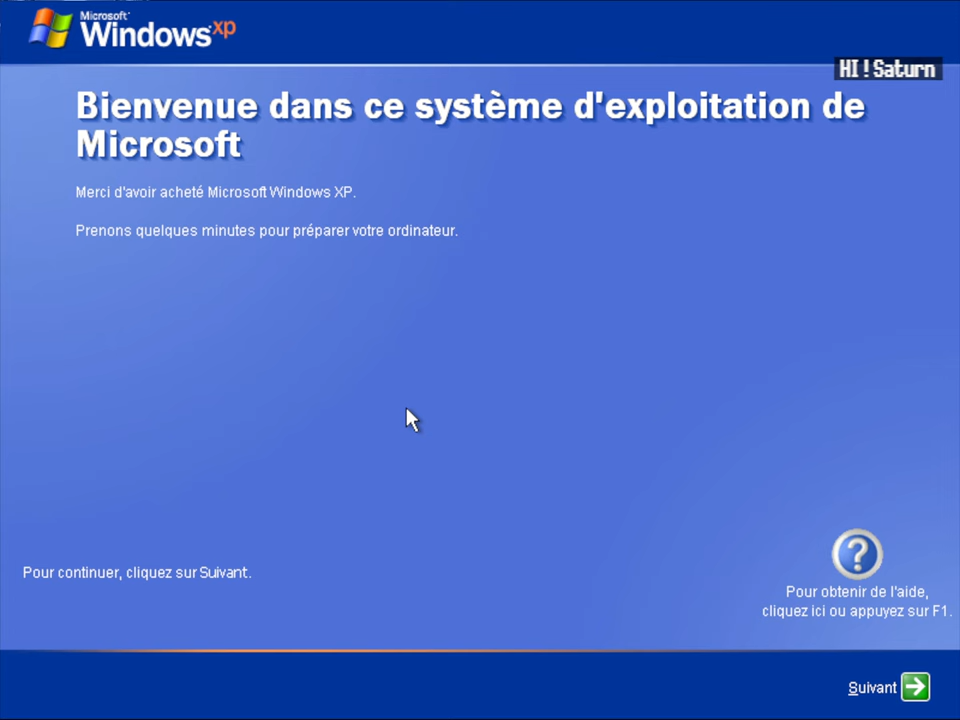 Microsoft
Windows xp
HI ! Saturn
Bienvenue dans ce système d'exploitation de
Microsoft
Merci d'avoir acheté Microsoft Windows XP.
Prenons quelques minutes pour préparer votre ordinateur.
Pour continuer, cliquez sur Suivant.
?
Pour obtenir de l'aide,
cliquez ici ou appuyez sur F1.
Suivant